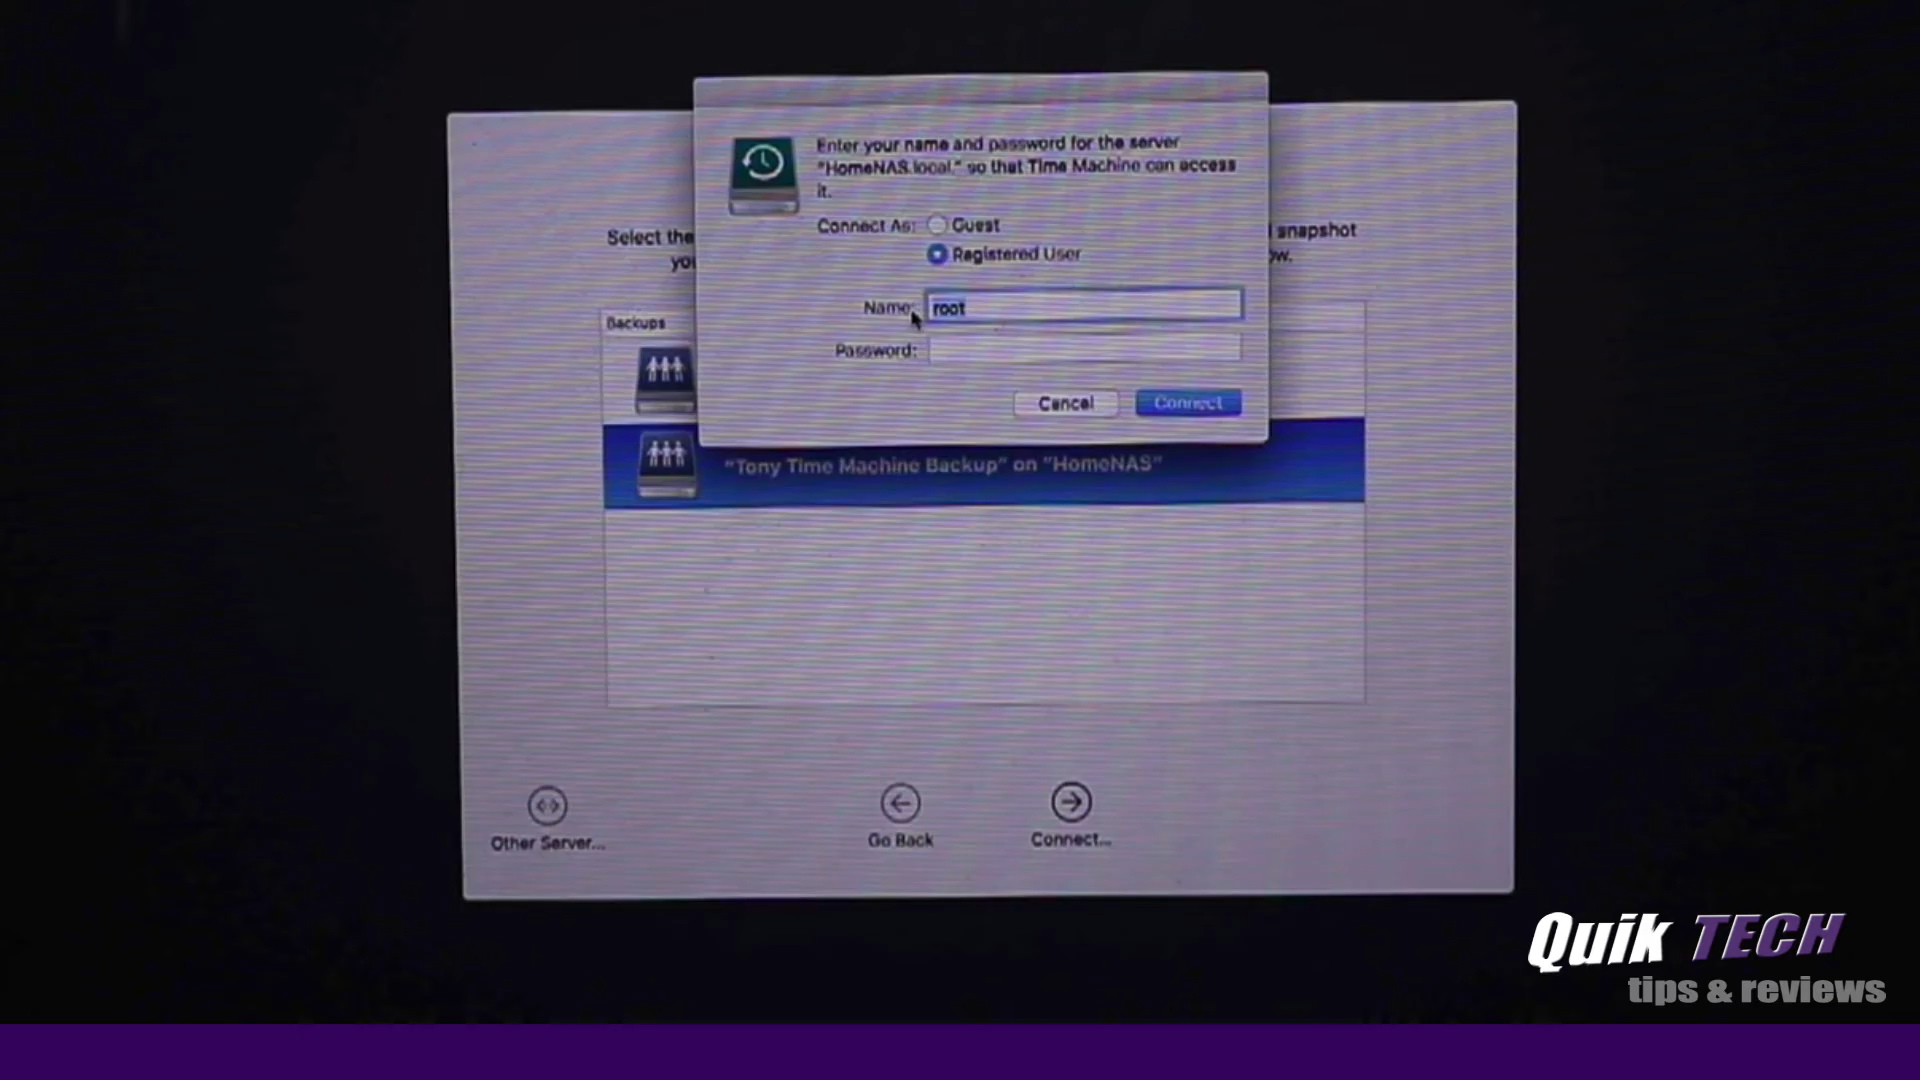 Enter your name and password for the server
"HomeNAS.local." so that Time Machine can access
it.
Connect As: Guest
Registered User
Name: root
Password:
Cancel Connect
Select the
snapshot
Backups
"Tony Time Machine Backup" on "HomeNAS"
Other Server...
Go Back
Connect...
Quik TECH
tips & reviews